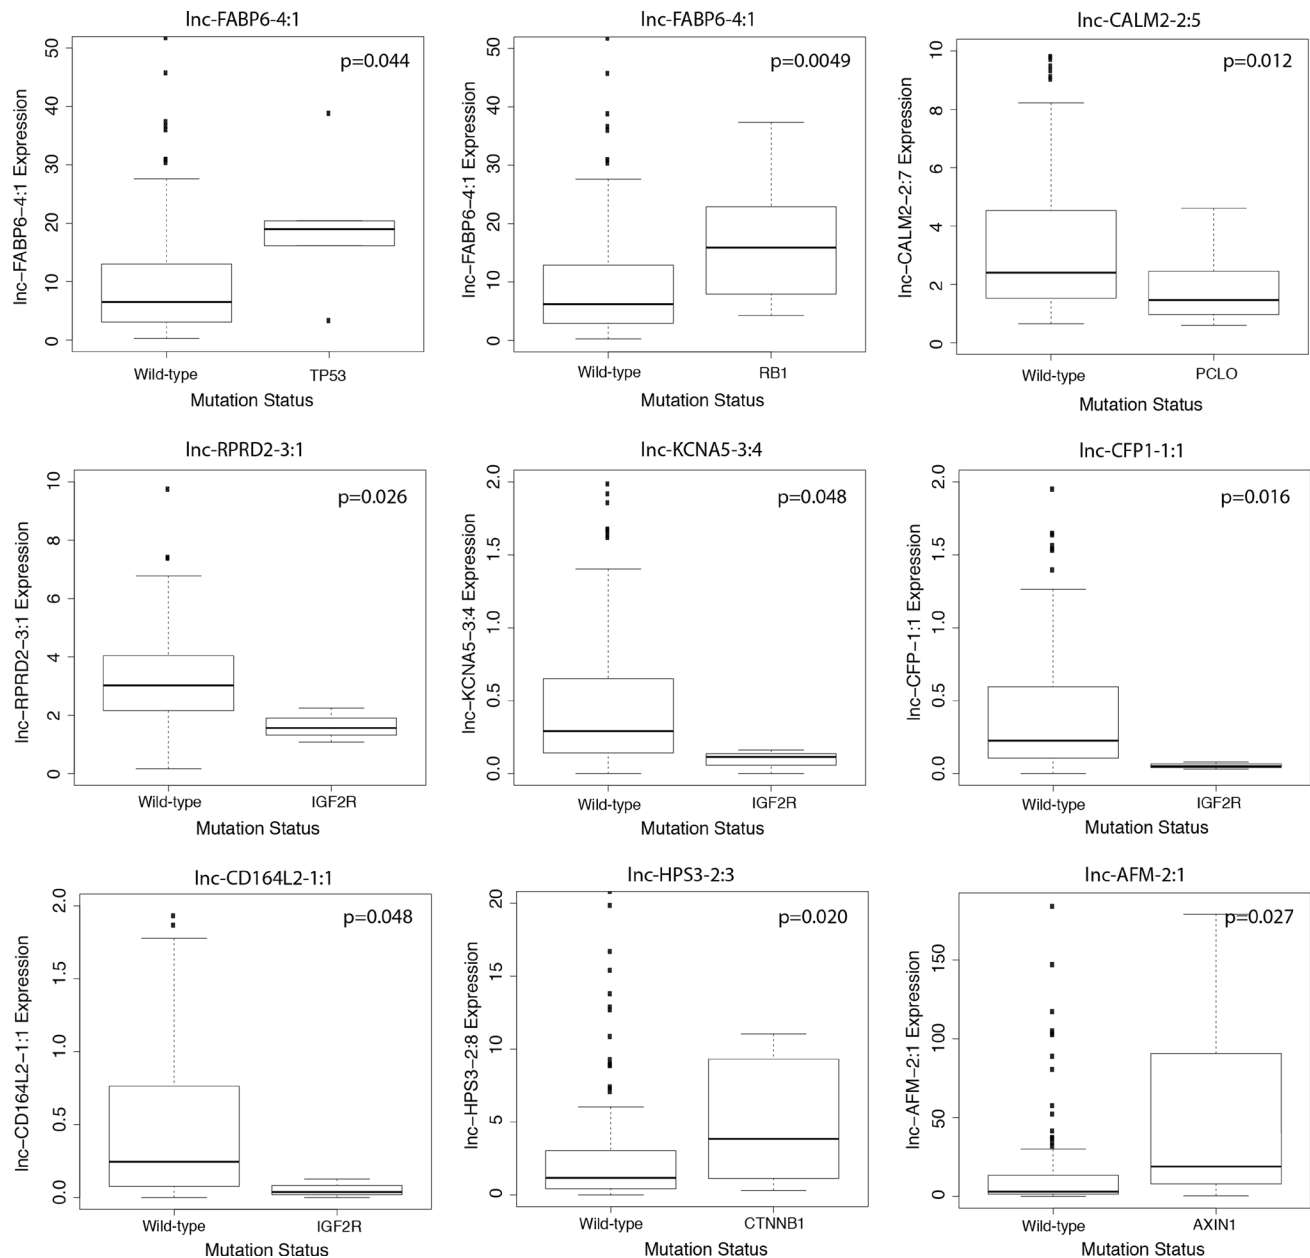 lnc-FABP6-4:1
p=0.044
lnc−FABP6−4:1 Expression
0
10
20
30
40
50
Wild-type
TP53
Mutation Status
lnc-FABP6-4:1
p=0.0049
lnc−FABP6−4:1 Expression
0
10
20
30
40
50
Wild-type
RB1
Mutation Status
lnc-CALM2-2:5
p=0.012
lnc−CALM2−2:7 Expression
0
2
4
6
8
10
Wild-type
PCLO
Mutation Status
lnc-RPRD2-3:1
p=0.026
lnc−RPRD2−3:1 Expression
0
2
4
6
8
10
Wild-type
IGF2R
Mutation Status
lnc-KCNA5-3:4
p=0.048
lnc−KCNA5−3:4 Expression
0.0
0.5
1.0
1.5
2.0
Wild-type
IGF2R
Mutation Status
lnc-CFP1-1:1
p=0.016
lnc−CFP−1:1 Expression
0.0
0.5
1.0
1.5
2.0
Wild-type
IGF2R
Mutation Status
lnc-CD164L2-1:1
p=0.048
lnc−CD164L2−1:1 Expression
0.0
0.5
1.0
1.5
2.0
Wild-type
IGF2R
Mutation Status
lnc-HPS3-2:3
p=0.020
lnc−HPS3−2:8 Expression
0
5
10
15
20
Wild-type
CTNNB1
Mutation Status
lnc-AFM-2:1
p=0.027
lnc−AFM−2:1 Expression
0
50
100
150
Wild-type
AXIN1
Mutation Status